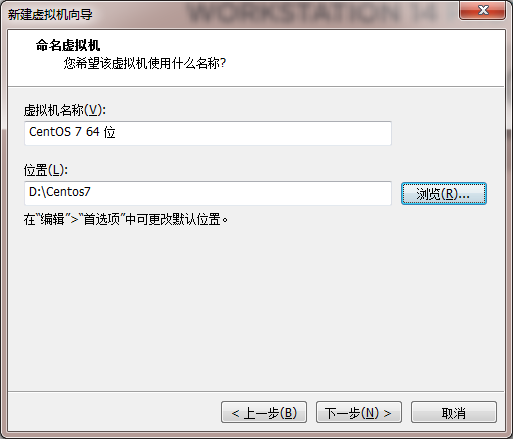 WORKSTATION 14
新建虚拟机向导
命名虚拟机
您希望该虚拟机使用什么名称?
虚拟机名称(V):
CentOS 7 64 位
位置(L):
D:\Centos7
浏览(R)...
在“编辑”>“首选项”中可更改默认位置。
< 上一步(B)
下一步(N) >
取消